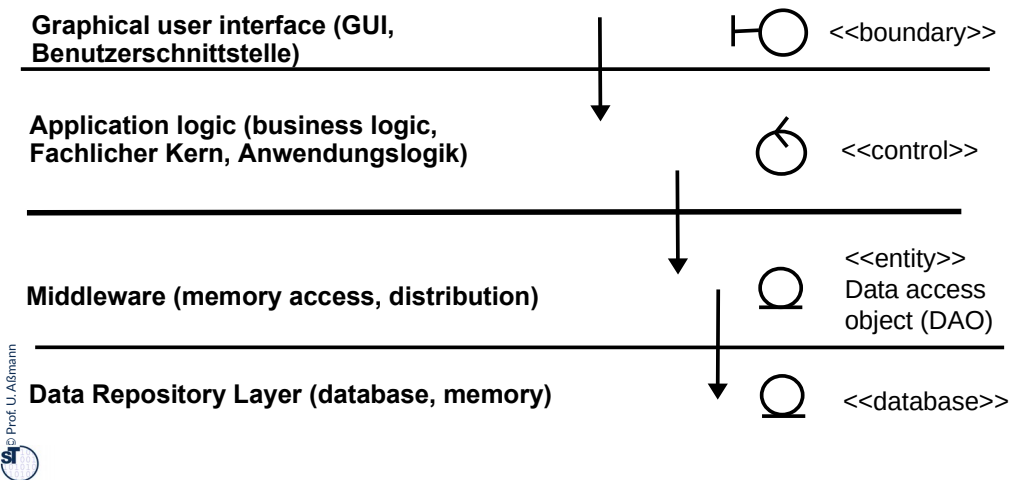 Graphical user interface (GUI,
Benutzerschnittstelle)
<<boundary>>
Application logic (business logic,
Fachlicher Kern, Anwendungslogik)
<<control>>
Middleware (memory access, distribution)
<<entity>>
Data access
object (DAO)
Data Repository Layer (database, memory)
<<database>>
© Prof. U. Aßmann
ST